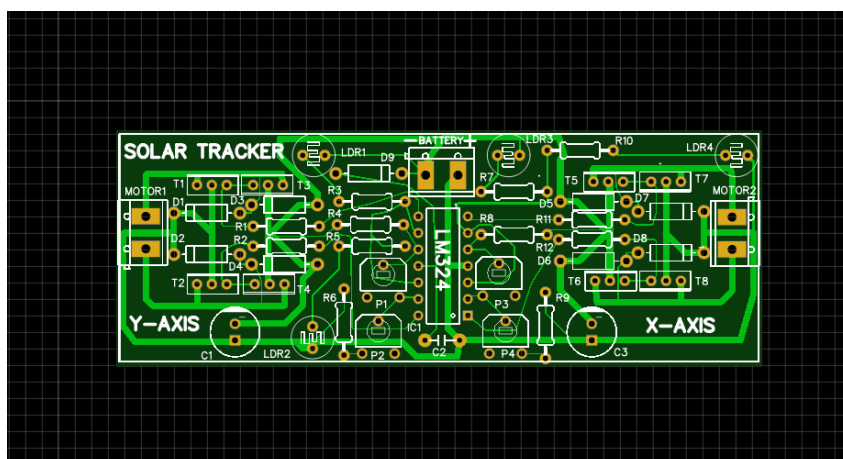 SOLAR TRACKER
LDR1
D9
-BATTERY+
LDR3
R10
LDR4
MOTOR1
T1
D3
T3
R3
R7
D5
T5
D7
T7
MOTOR2
D1
R1
R4
R8
R11
D2
R2
R5
LM324
R12
D8
D4
D6
T2
T4
T6
T8
R6
P1
P3
R9
Y-AXIS
IC1
X-AXIS
C1
LDR2
P2
C2
P4
C3